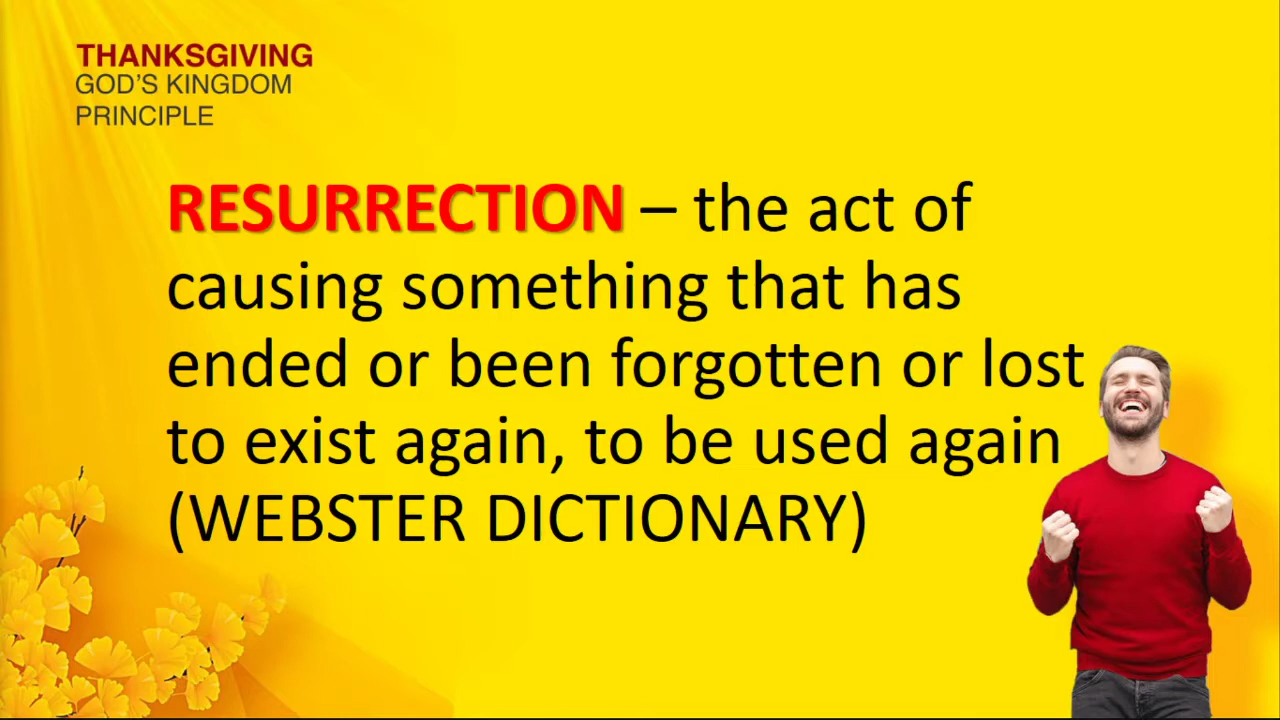 THANKSGIVING
GOD'S KINGDOM
PRINCIPLE
RESURRECTION – the act of
causing something that has
ended or been forgotten or lost
to exist again, to be used again
(WEBSTER DICTIONARY)